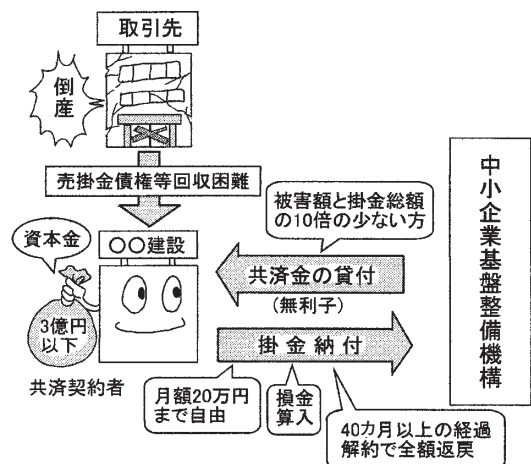 取引先
倒産
売掛金債権等回収困難
資本金
○○建設
3億円
以下
共済契約者
被害額と掛金総額
の10倍の少ない方
共済金の貸付
(無利子)
掛金納付
月額20万円
まで自由
損金
算入
40カ月以上の経過
解約で全額返戻
中小企業基盤整備機構